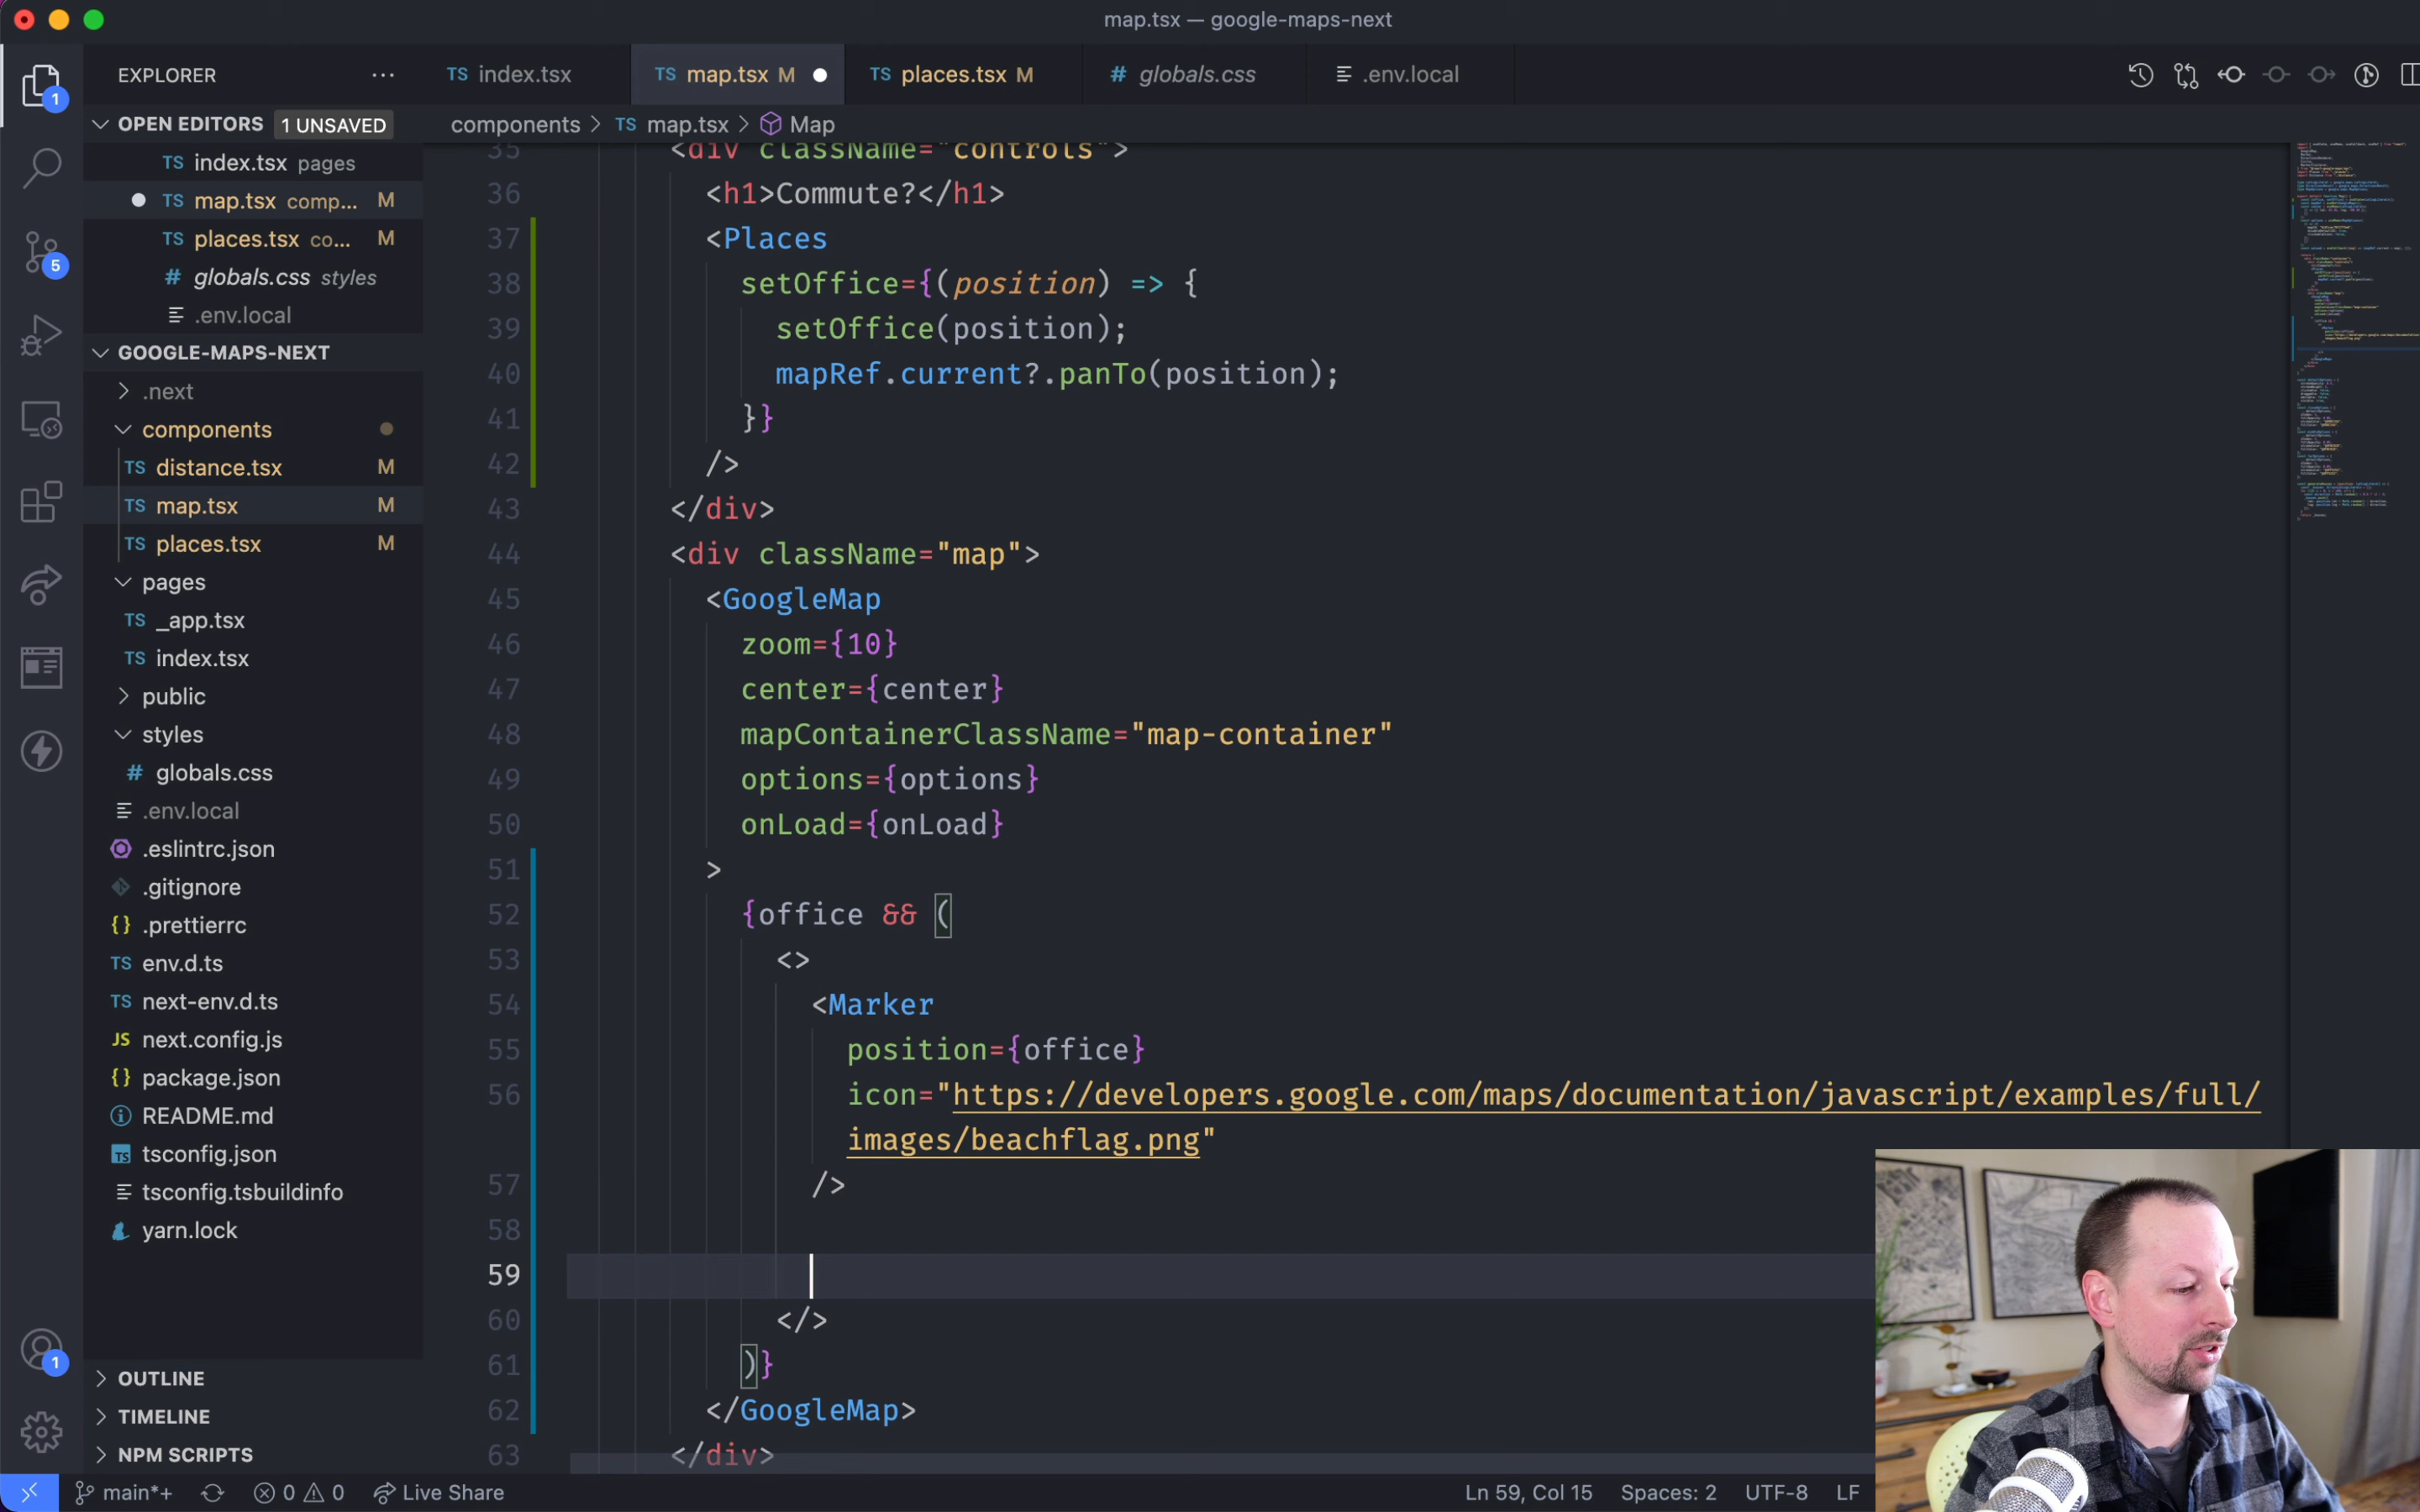 map.tsx — google-maps-next
EXPLORER
TS index.tsx
TS map.tsx M
TS places.tsx M
# globals.css
.env.local
OPEN EDITORS 1 UNSAVED
components > TS map.tsx > Map
TS index.tsx pages
TS map.tsx comp... M
TS places.tsx co... M
# globals.css styles
.env.local
GOOGLE-MAPS-NEXT
.next
components
TS distance.tsx M
TS map.tsx M
TS places.tsx M
pages
TS _app.tsx
TS index.tsx
public
styles
# globals.css
.env.local
.eslintrc.json
.gitignore
{} .prettierrc
TS env.d.ts
TS next-env.d.ts
JS next.config.js
{} package.json
README.md
TS tsconfig.json
tsconfig.tsbuildinfo
yarn.lock
OUTLINE
TIMELINE
NPM SCRIPTS
1
5
1
35 <div className="controls">
36 <h1>Commute?</h1>
37 <Places
38 setOffice={(position) => {
39 setOffice(position);
40 mapRef.current?.panTo(position);
41 }}
42 />
43 </div>
44 <div className="map">
45 <GoogleMap
46 zoom={10}
47 center={center}
48 mapContainerClassName="map-container"
49 options={options}
50 onLoad={onLoad}
51 >
52 {office && (
53 <>
54 <Marker
55 position={office}
56 icon="https://developers.google.com/maps/documentation/javascript/examples/full/
images/beachflag.png"
57 />
58
59
60 </>
61 )}
62 </GoogleMap>
63 </div>
main*+ 0 0 Live Share
Ln 59, Col 15 Spaces: 2 UTF-8 LF